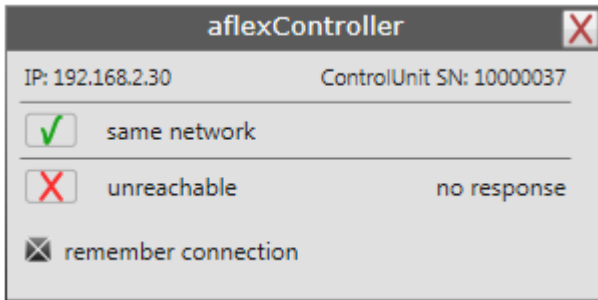 aflexController
IP: 192.168.2.30 ControlUnit SN: 10000037
same network
unreachable no response
remember connection